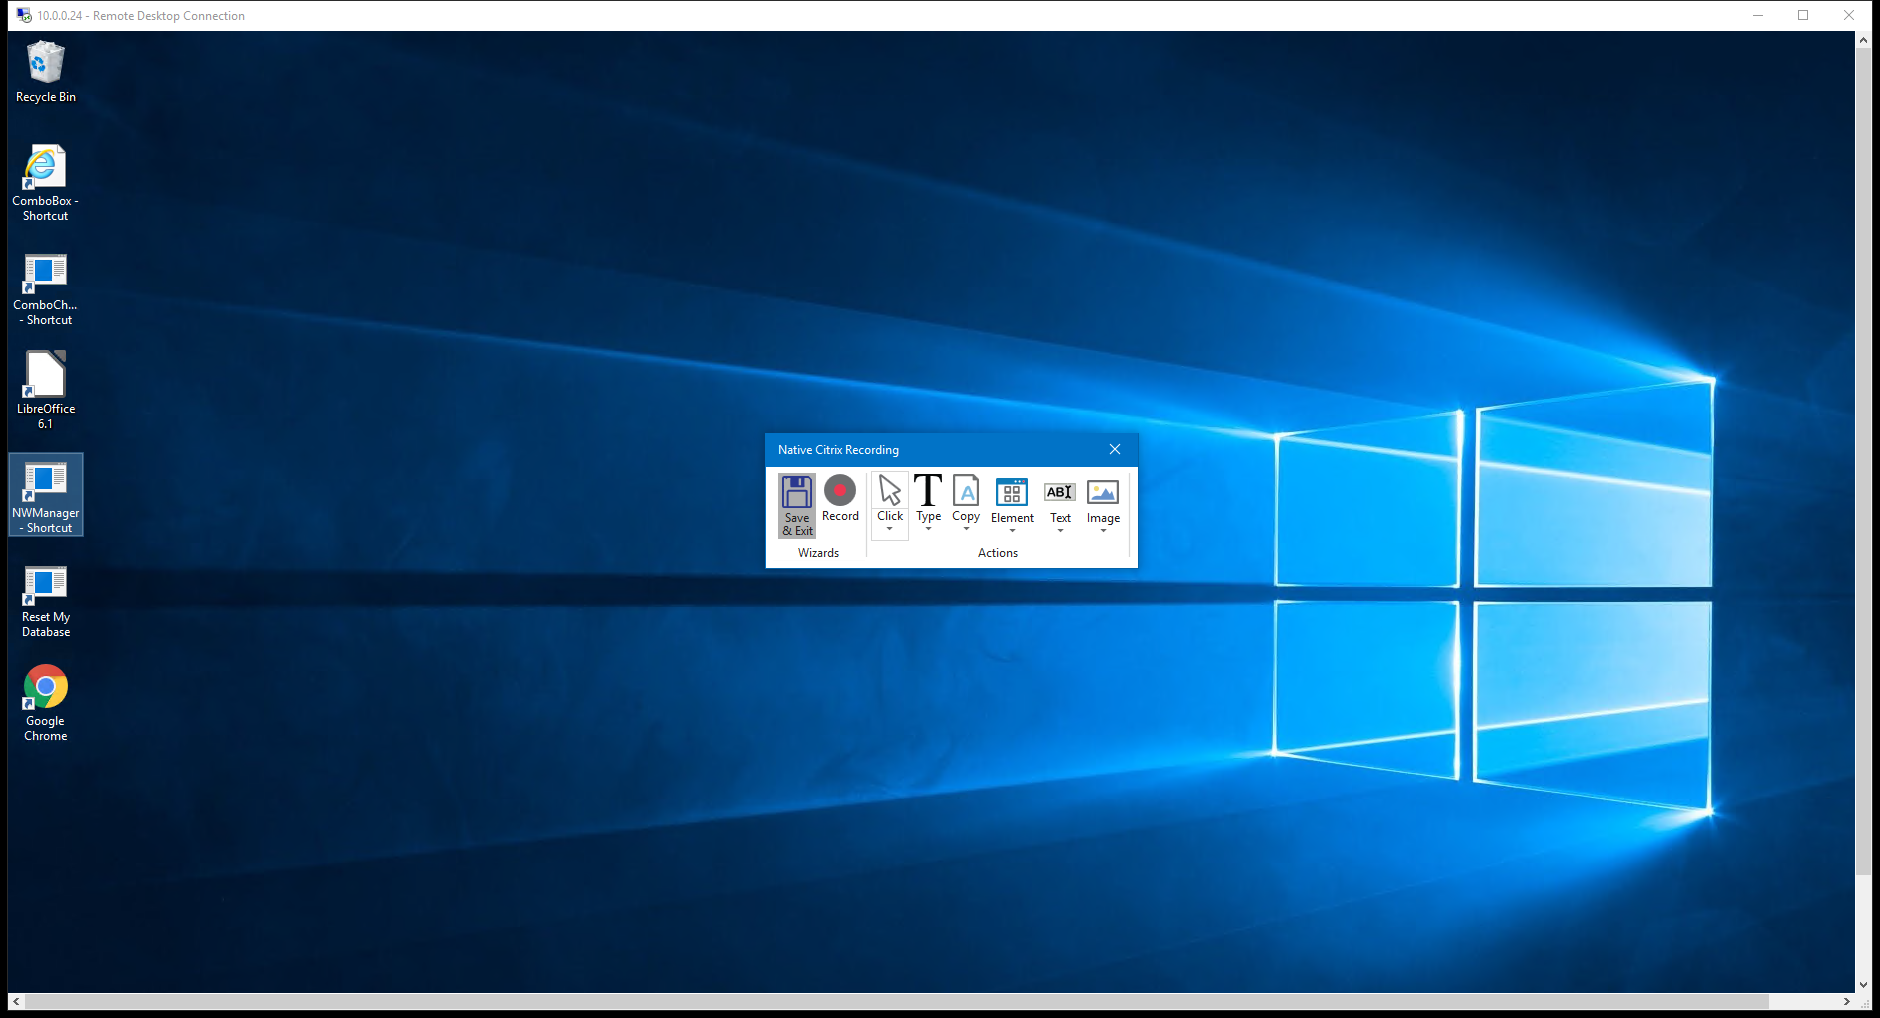 10.0.0.24 - Remote Desktop Connection
Recycle Bin
ComboBox -
Shortcut
ComboCh...
- Shortcut
LibreOffice
6.1
NWManager
- Shortcut
Reset My
Database
Google
Chrome
Native Citrix Recording
Save
& Exit
Record
Click
Type
Copy
Element
Text
Image
Wizards
Actions
A
AB